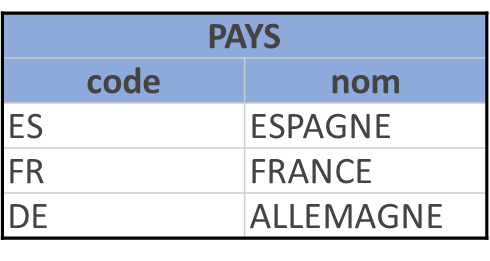 PAYS
code nom
ES ESPAGNE
FR FRANCE
DE ALLEMAGNE